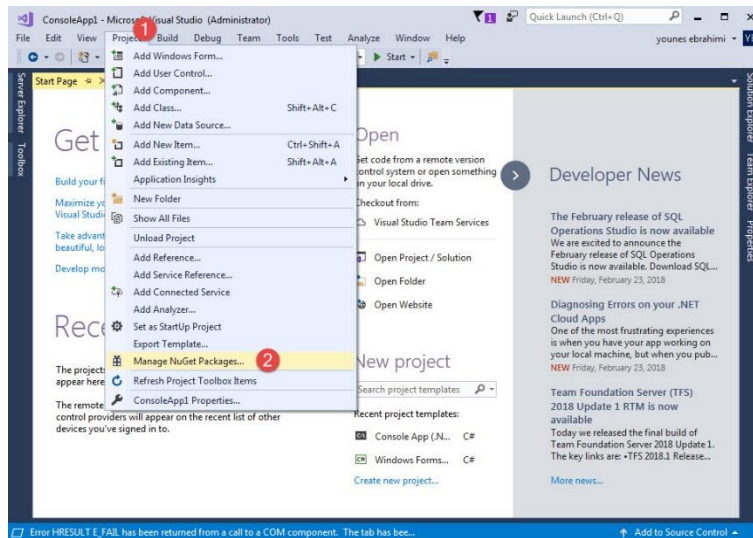 ConsoleApp1 - Microsoft Visual Studio (Administrator)
1
Quick Launch (Ctrl+Q)
File Edit View Project Build Debug Team Tools Test Analyze Window Help
younes ebrahimi
YE
1
Start
Server Explorer
Toolbox
Start Page
Add Windows Form...
Add User Control...
Add Component...
Add Class... Shift+Alt+C
Add New Data Source...
Add New Item... Ctrl+Shift+A
Add Existing Item... Shift+Alt+A
Application Insights
New Folder
Show All Files
Unload Project
Add Reference...
Add Service Reference...
Add Connected Service
Add Analyzer...
Set as StartUp Project
Export Template...
Manage NuGet Packages... 2
Refresh Project Toolbox Items
ConsoleApp1 Properties...
Get
Build your fi
Maximize yo
Visual Studi
Take advant
beautiful, lo
Develop mo
Rece
The project
appear here
The remote
control providers will appear on the recent list of other
devices you've signed in to.
Open
Get code from a remote version
control system or open something
on your local drive.
Checkout from:
Visual Studio Team Services
Open Project / Solution
Open Folder
Open Website
New project
Search project templates
Recent project templates:
Console App (.N... C#
Windows Forms... C#
Create new project...
Developer News
The February release of SQL
Operations Studio is now available
We are excited to announce the
February release of SQL Operations
Studio is now available. Download SQL...
NEW Friday, February 23, 2018
Diagnosing Errors on your .NET
Cloud Apps
One of the most frustrating experiences
is when you have your app working on
your local machine, but when you pub...
NEW Friday, February 23, 2018
Team Foundation Server (TFS)
2018 Update 1 RTM is now
available
Today we released the final build of
Team Foundation Server 2018 Update 1.
The key links are: •TFS 2018.1 Release...
More news...
Solution Explorer
Team Explorer
Properties
Error HRESULT E_FAIL has been returned from a call to a COM component. The tab has bee...
Add to Source Control